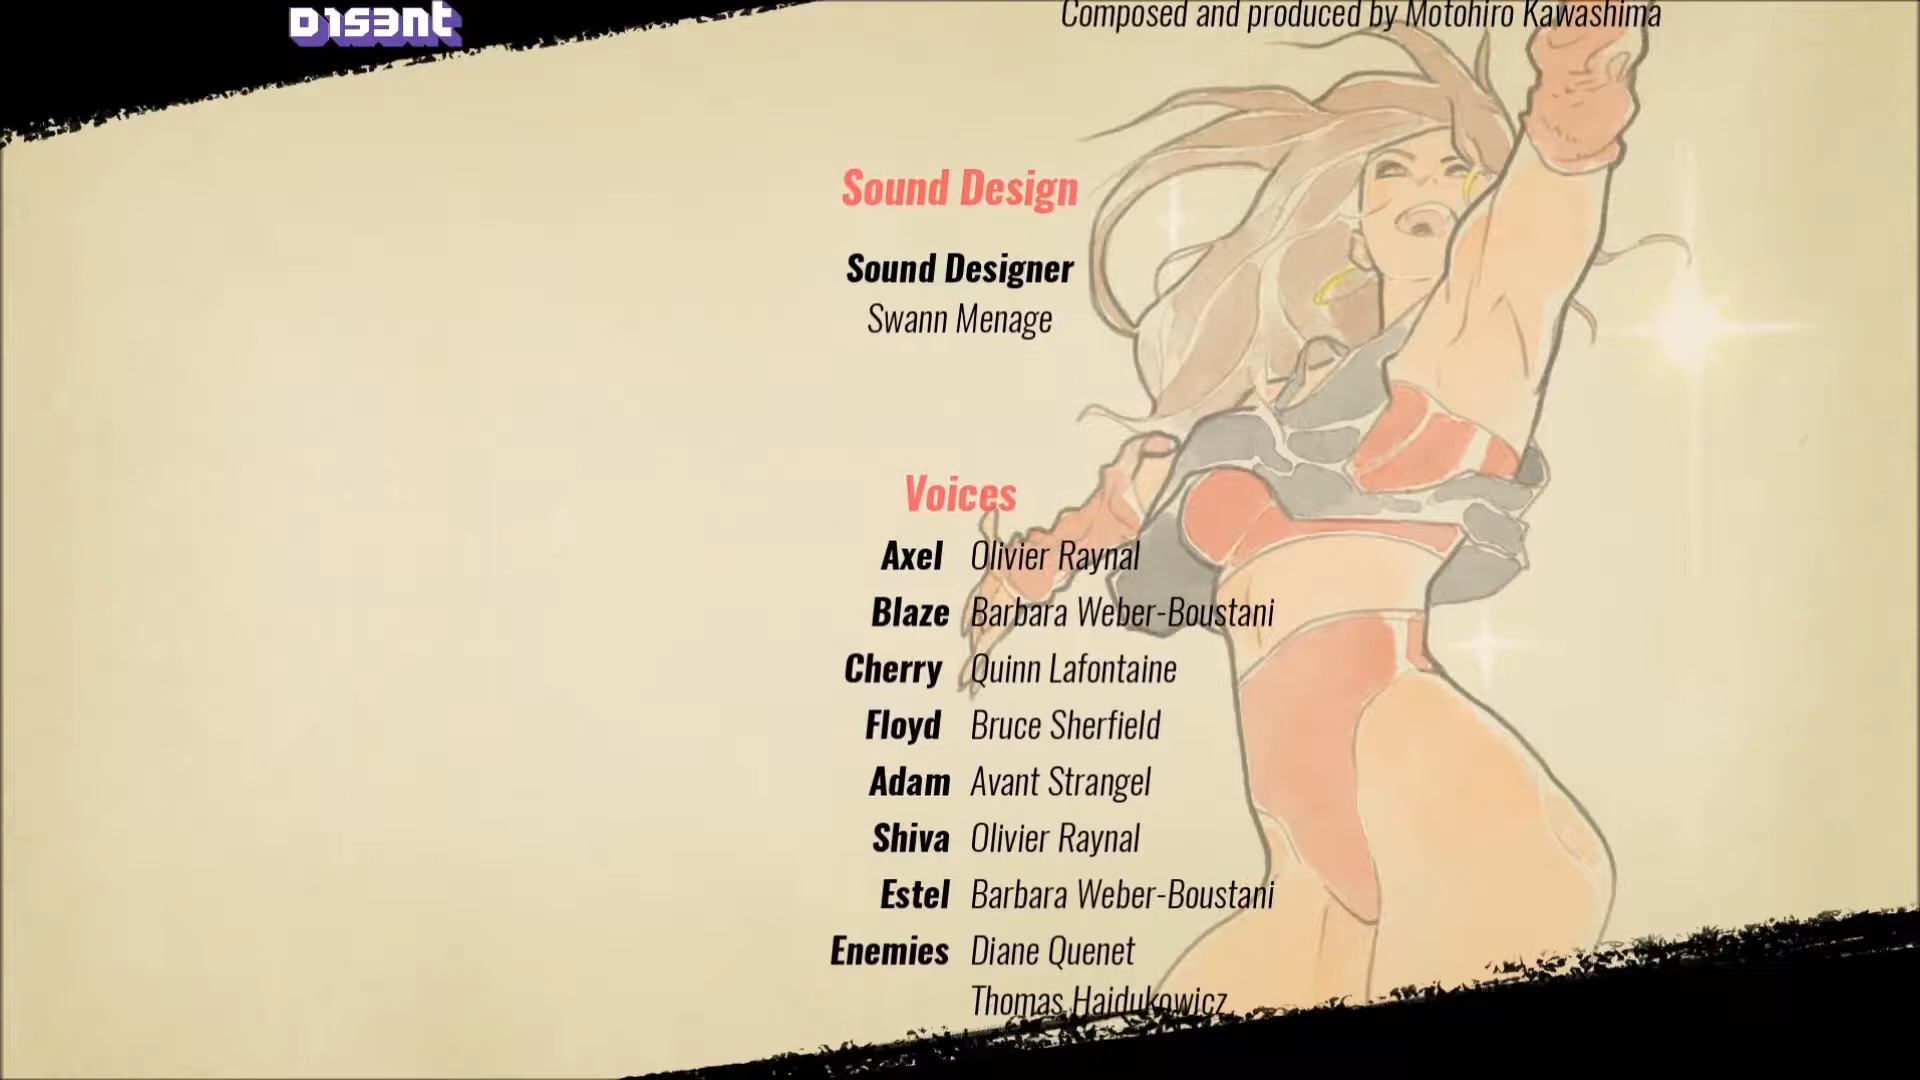 D1S3nt
Composed and produced by Motohiro Kawashima
Sound Design
Sound Designer
Swann Menage
Voices
Axel Olivier Raynal
Blaze Barbara Weber-Boustani
Cherry Quinn Lafontaine
Floyd Bruce Sherfield
Adam Avant Strangel
Shiva Olivier Raynal
Estel Barbara Weber-Boustani
Enemies Diane Quenet
Thomas Hajdukowicz